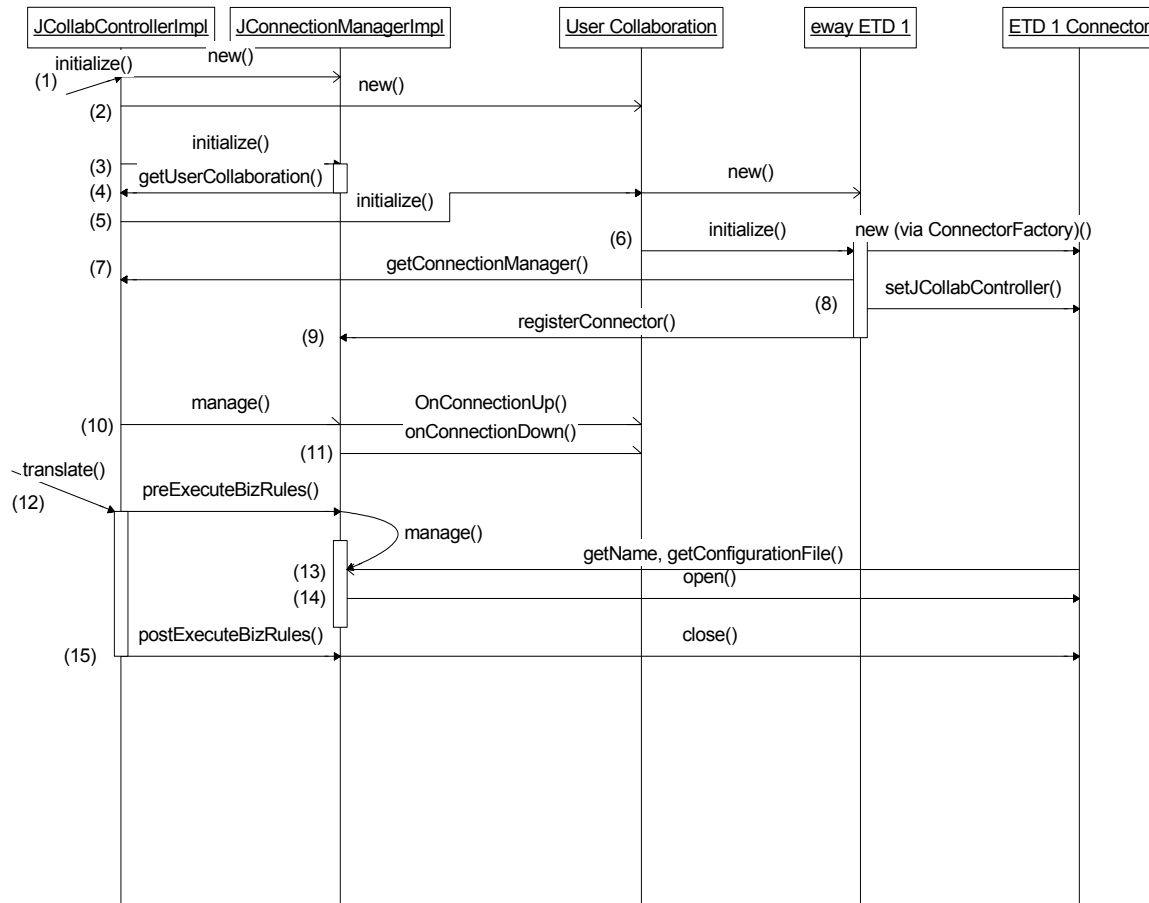 JCollabControllerImpl
JConnectionManagerImpl
User Collaboration
eway ETD 1
ETD 1 Connector
initialize()
new()
(1)
new()
(2)
initialize()
(3)
getUserCollaboration()
new()
(4)
initialize()
(5)
(6)
initialize()
new (via ConnectorFactory)()
getConnectionManager()
(7)
setJCollabController()
(8)
registerConnector()
(9)
manage()
OnConnectionUp()
(10)
onConnectionDown()
(11)
translate()
(12)
preExecuteBizRules()
manage()
getName, getConfigurationFile()
(13)
open()
(14)
postExecuteBizRules()
close()
(15)